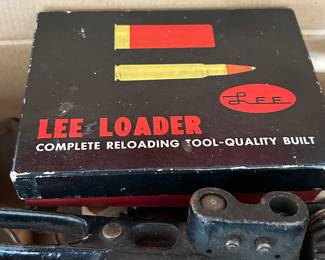 LEE
LEE LOADER
COMPLETE RELOADING TOOL-QUALITY BUILT